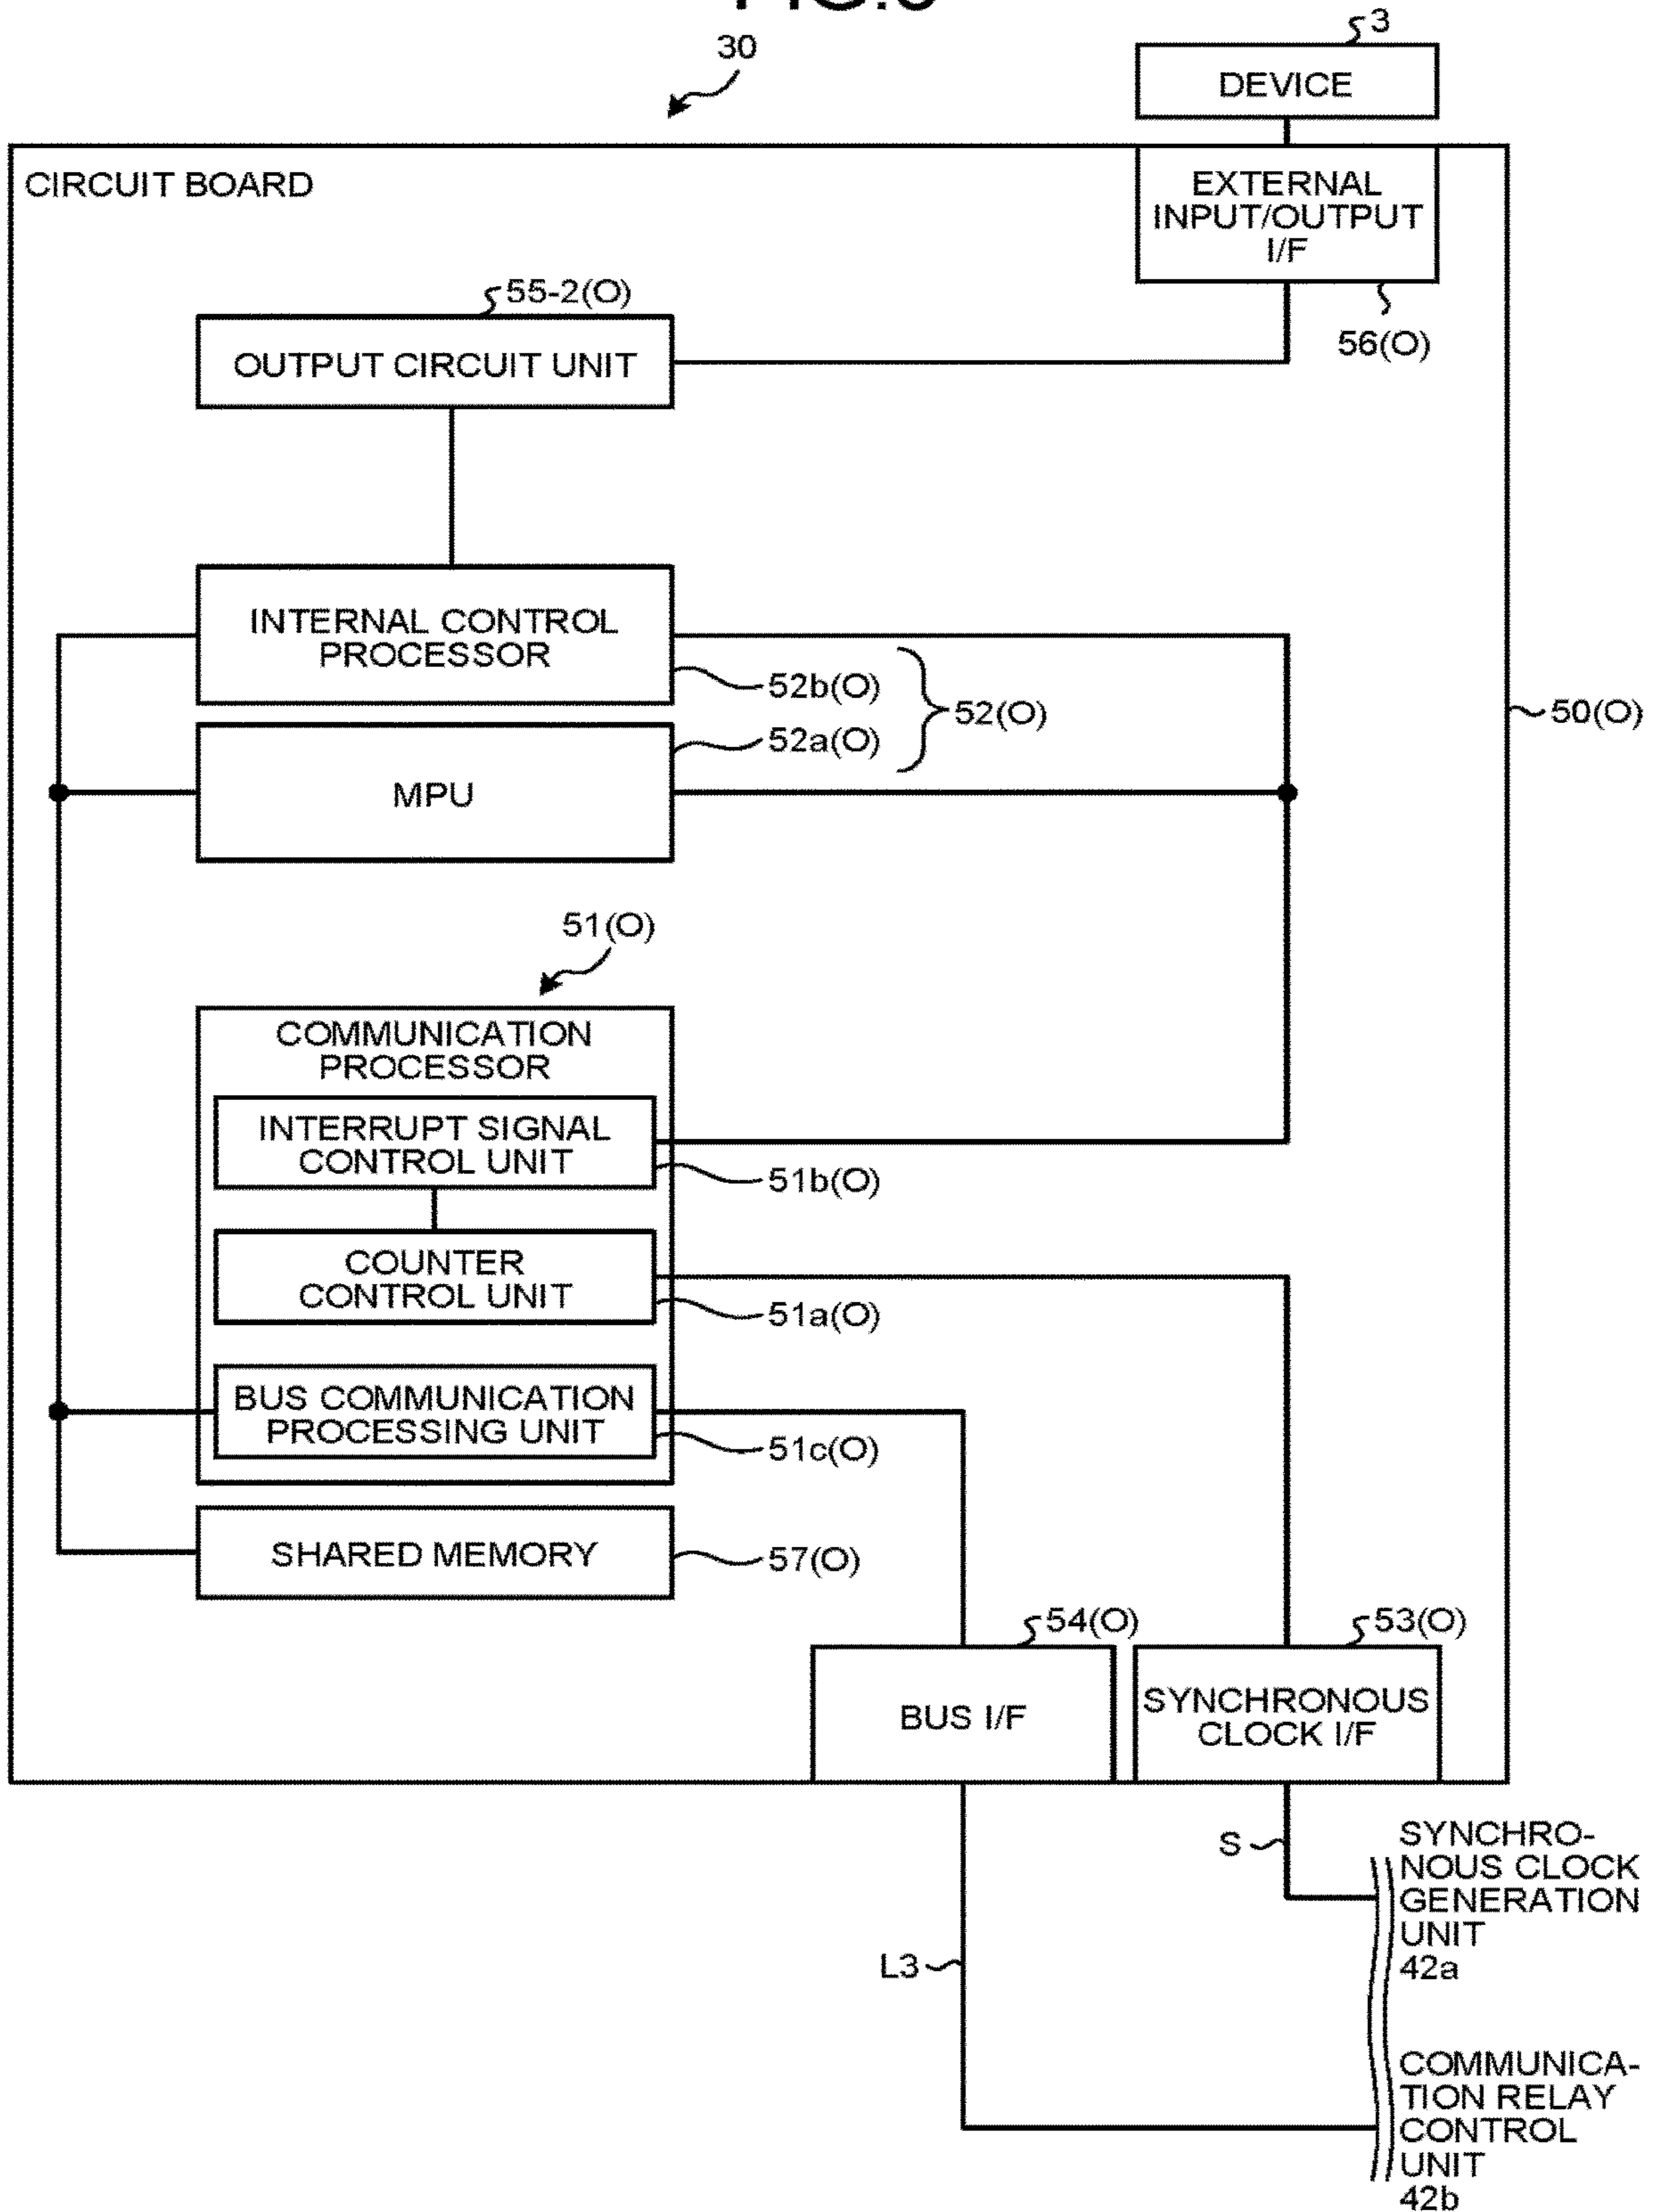 30
3
DEVICE
CIRCUIT BOARD
EXTERNAL
INPUT/OUTPUT
I/F
55-2(O)
56(O)
OUTPUT CIRCUIT UNIT
INTERNAL CONTROL
PROCESSOR
52b(O)
52(O)
50(O)
52a(O)
MPU
51(O)
COMMUNICATION
PROCESSOR
INTERRUPT SIGNAL
CONTROL UNIT
51b(O)
COUNTER
CONTROL UNIT
51a(O)
BUS COMMUNICATION
PROCESSING UNIT
51c(O)
SHARED MEMORY
57(O)
54(O)
53(O)
BUS I/F
SYNCHRONOUS
CLOCK I/F
S
SYNCHRO-
NOUS CLOCK
GENERATION
UNIT
42a
L3
COMMUNICA-
TION RELAY
CONTROL
UNIT
42b